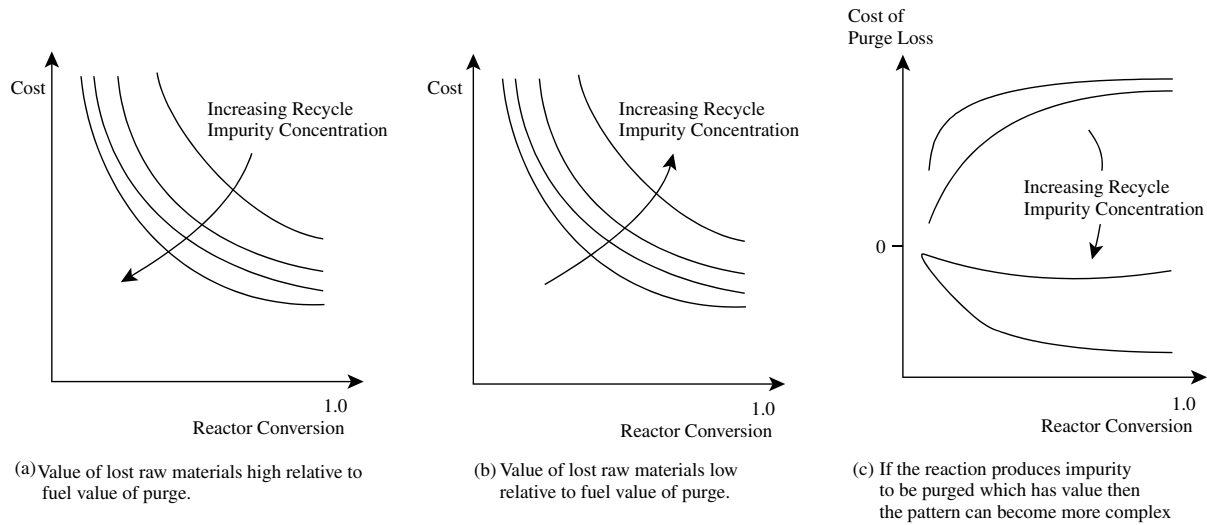 Cost
Increasing Recycle
Impurity Concentration
1.0
Reactor Conversion
(a) Value of lost raw materials high relative to
fuel value of purge.
Cost
Increasing Recycle
Impurity Concentration
1.0
Reactor Conversion
(b) Value of lost raw materials low
relative to fuel value of purge.
Cost of
Purge Loss
Increasing Recycle
Impurity Concentration
0
1.0
Reactor Conversion
(c) If the reaction produces impurity
to be purged which has value then
the pattern can become more complex